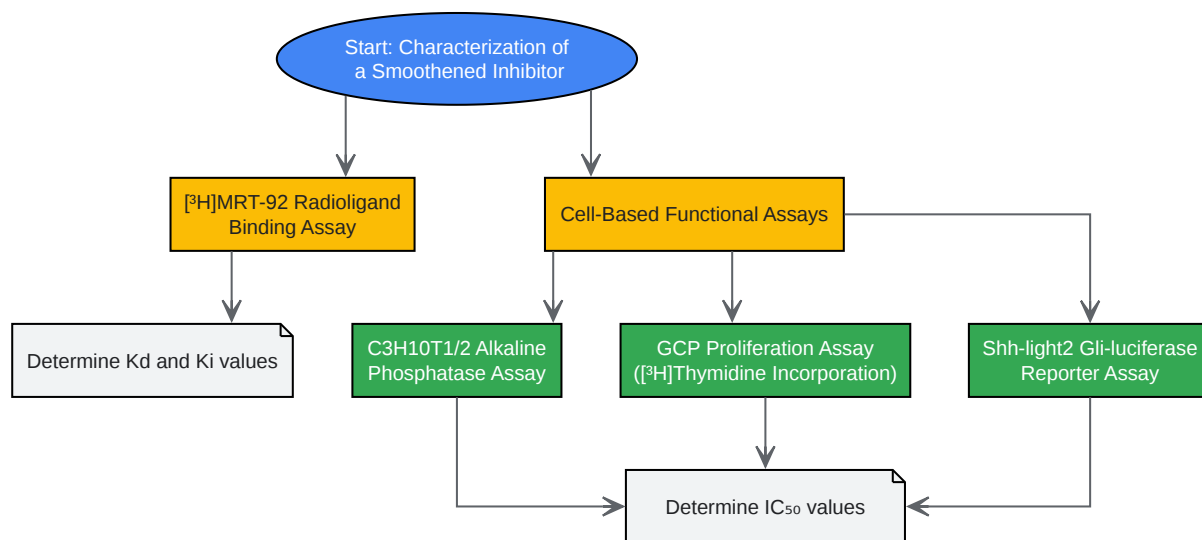 Start: Characterization of
a Smoothened Inhibitor
[³H]MRT-92 Radioligand
Binding Assay
Cell-Based Functional Assays
Determine Kd and Ki values
C3H10T1/2 Alkaline
Phosphatase Assay
GCP Proliferation Assay
([³H]Thymidine Incorporation)
Shh-light2 Gli-luciferase
Reporter Assay
Determine IC₅₀ values